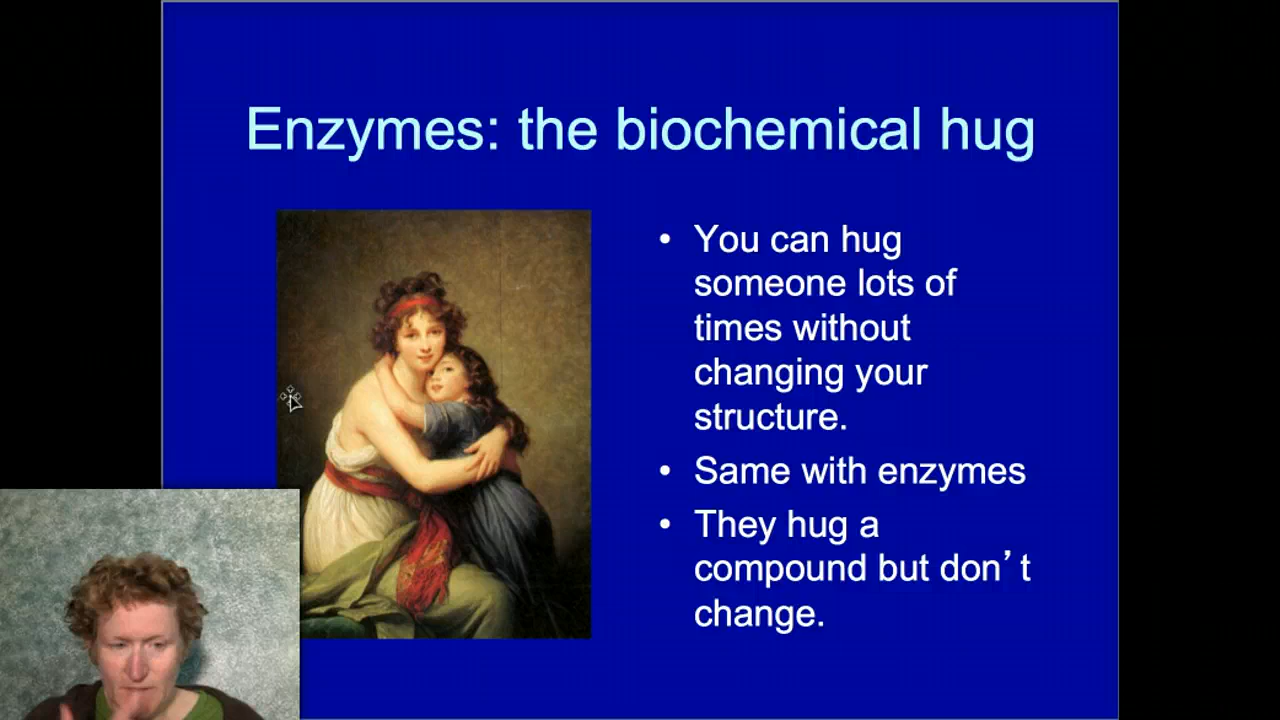 Enzymes: the biochemical hug
• You can hug
someone lots of
times without
changing your
structure.
• Same with enzymes
• They hug a
compound but don’t
change.